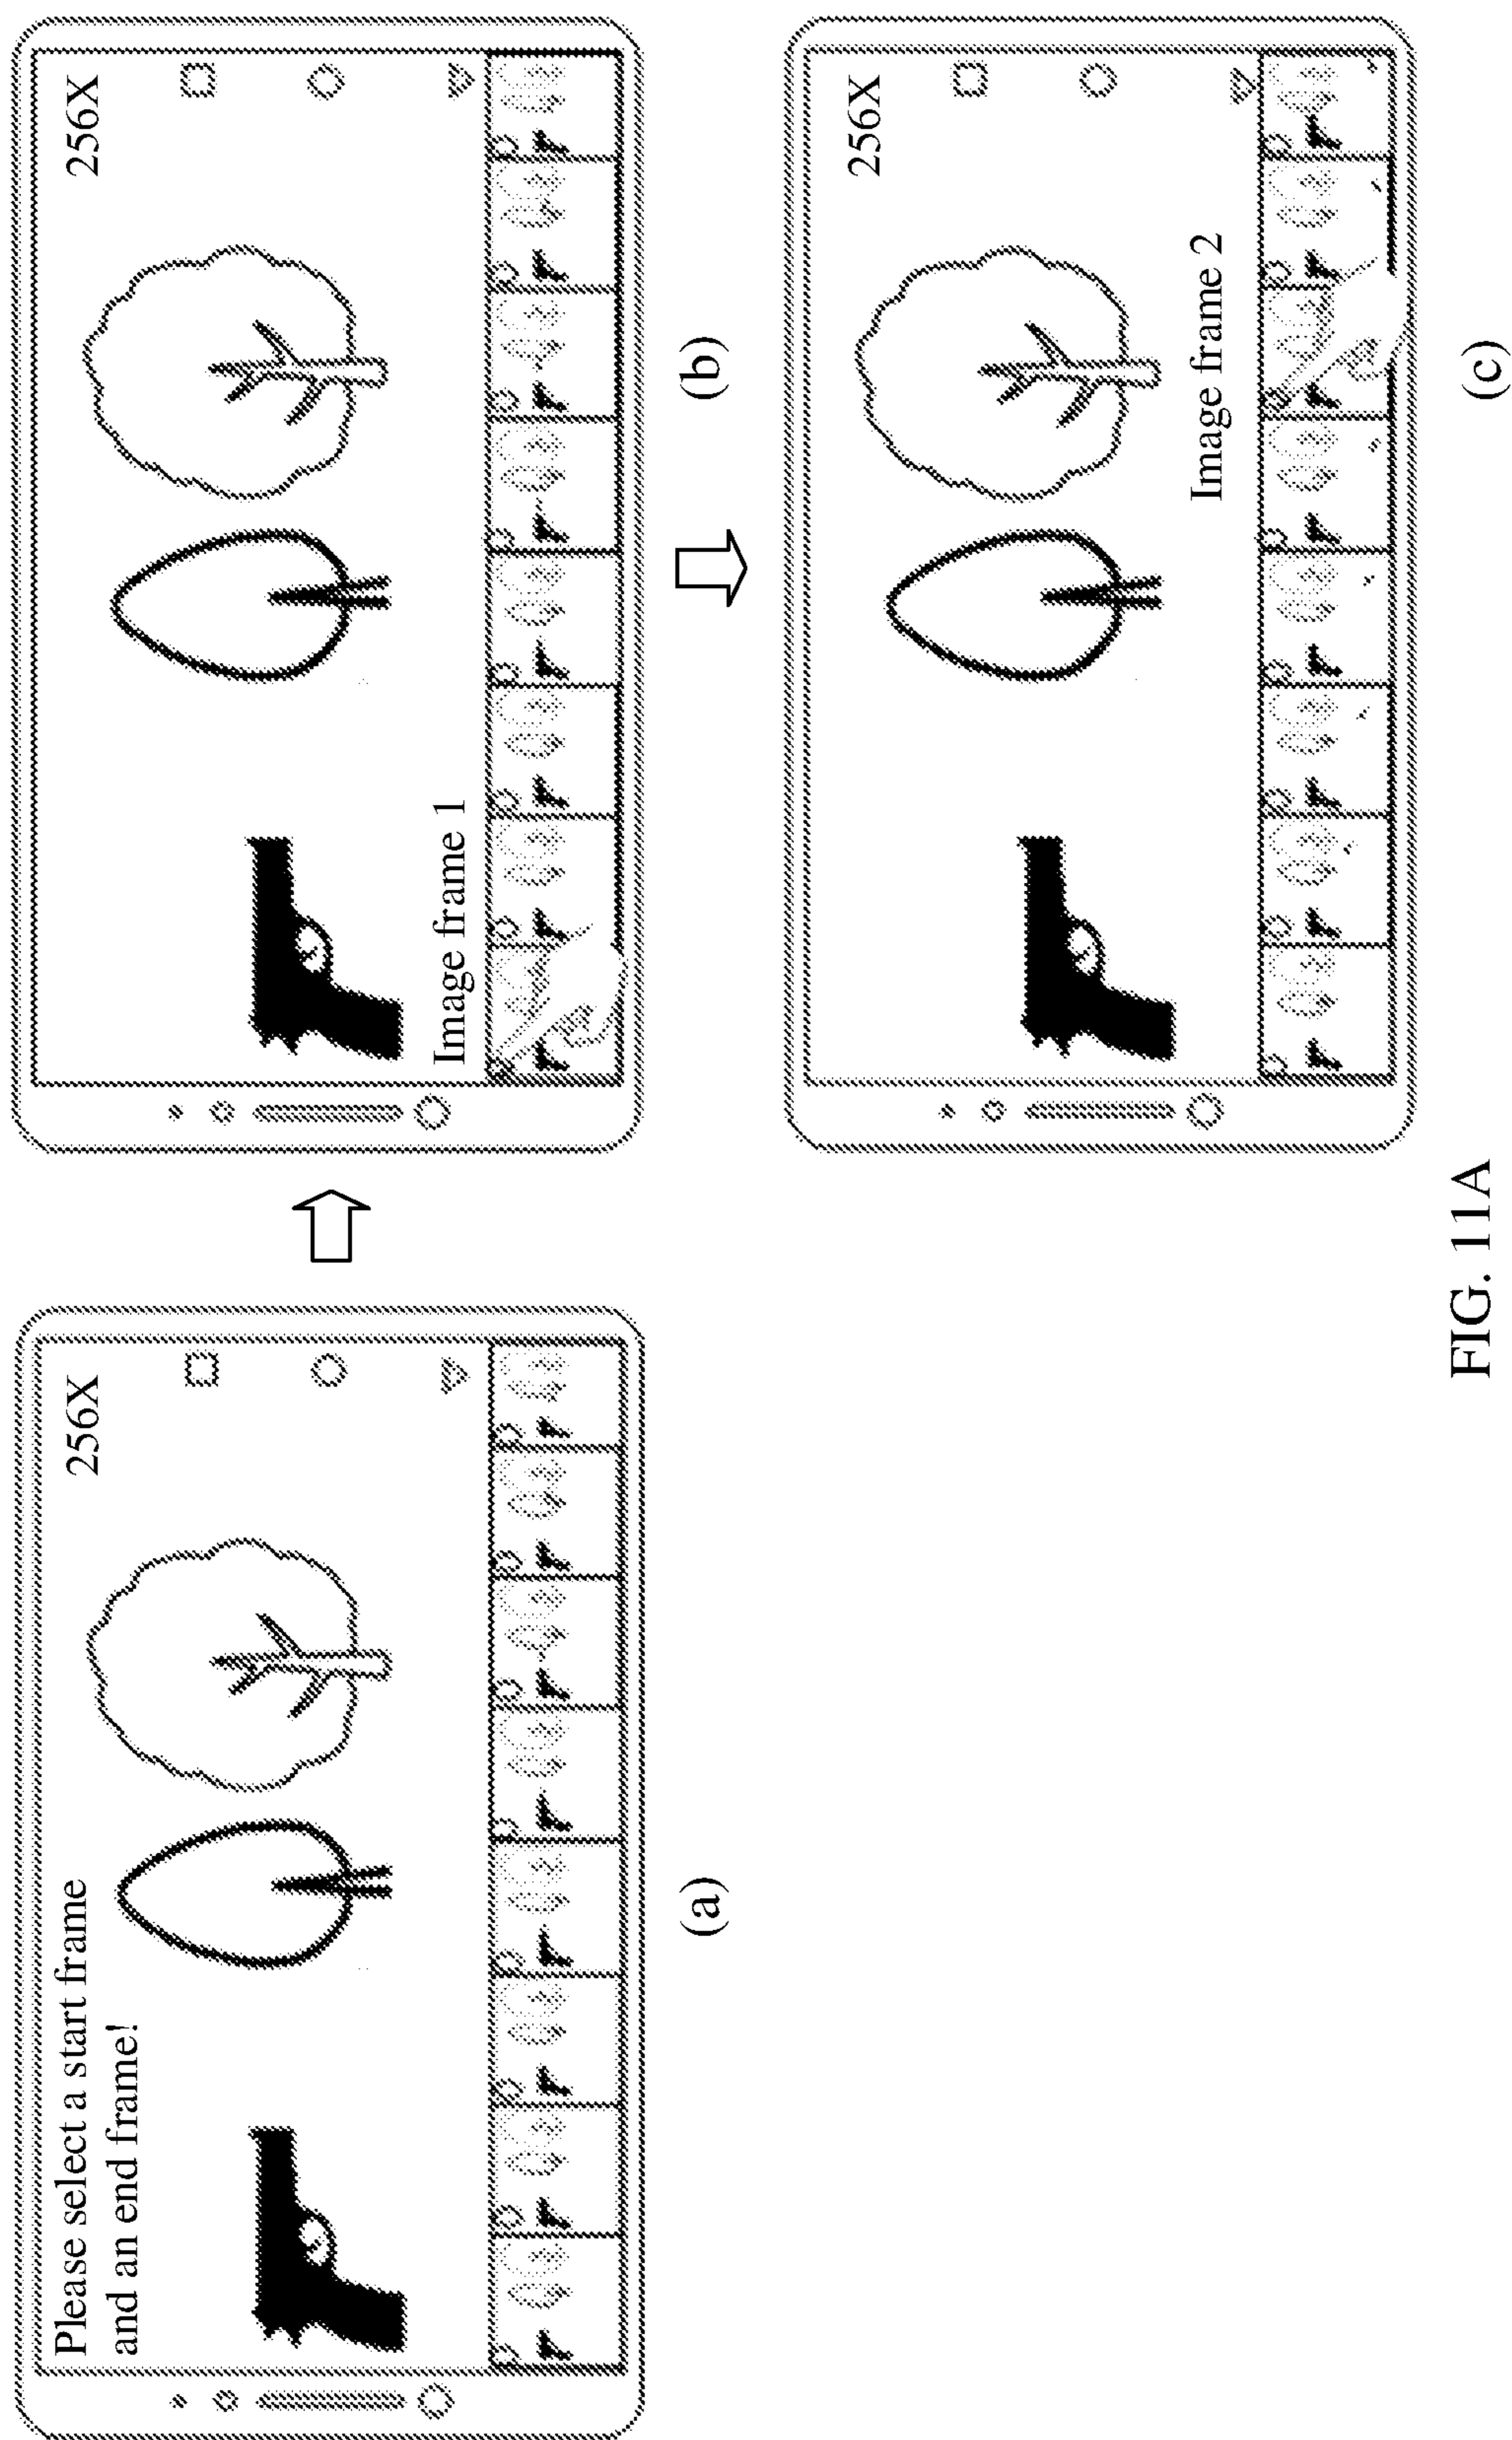 Please select a start frame
and an end frame!
256X
(a)
256X
Image frame 1
(b)
256X
Image frame 2
(c)
FIG. 11A